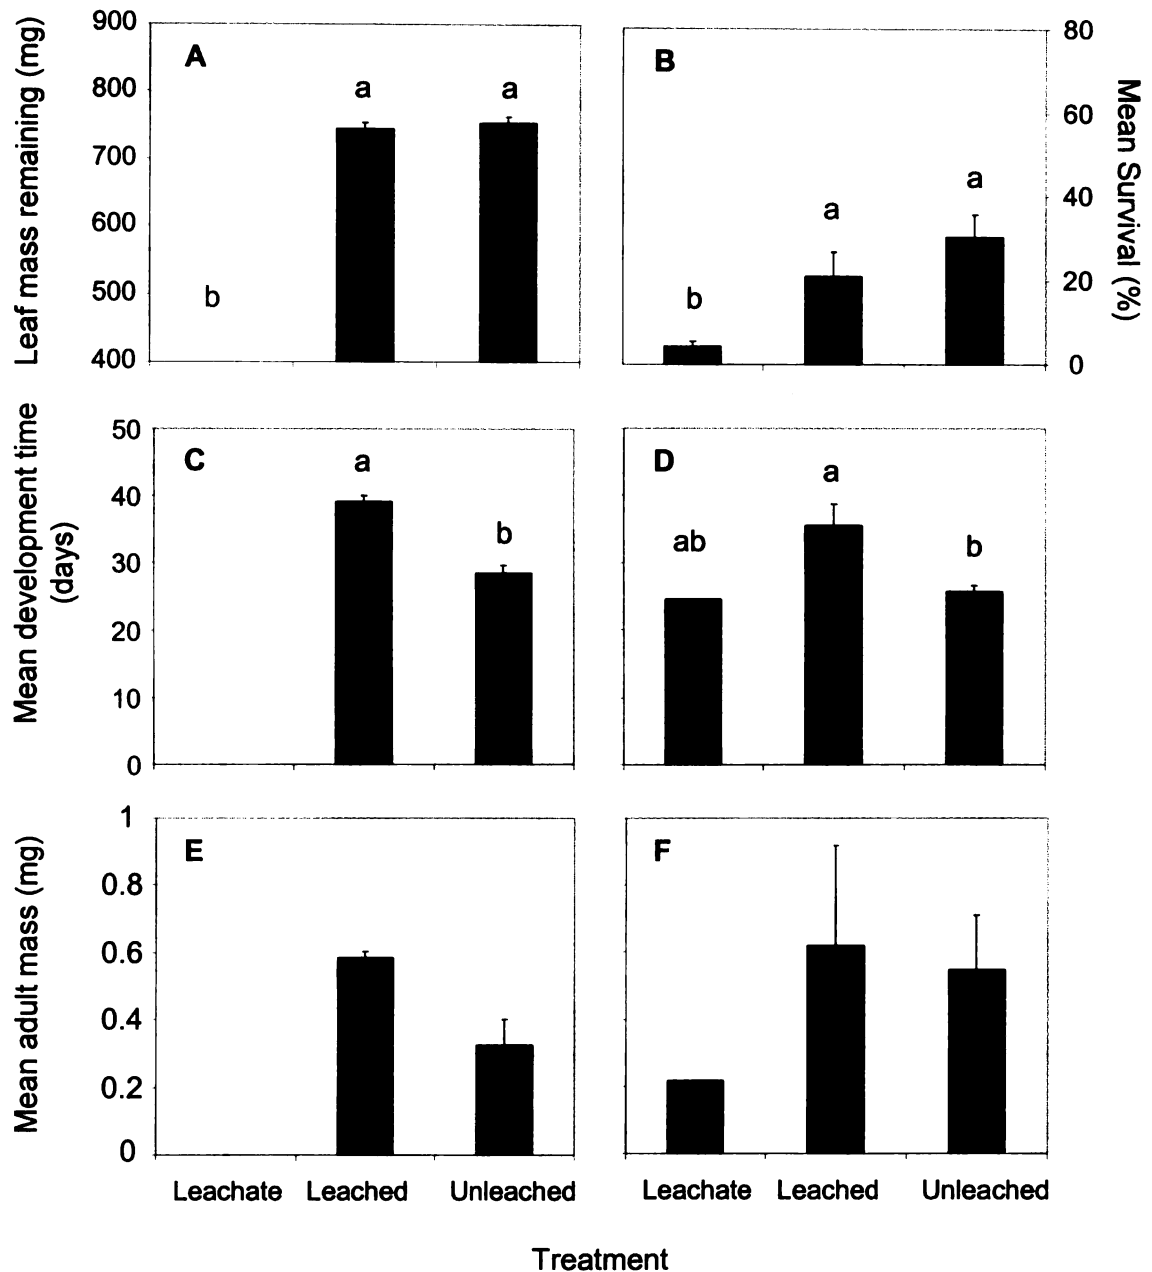 Leaf mass remaining (mg)
900
800
700
600
500
400
A
b
a
a
B
b
a
a
80
60
40
20
0
Mean Survival (%)
Mean development time
(days)
50
40
30
20
10
0
C
a
b
D
ab
a
b
Mean adult mass (mg)
1
0.8
0.6
0.4
0.2
0
E
F
Leachate Leached Unleached
Leachate Leached Unleached
Treatment